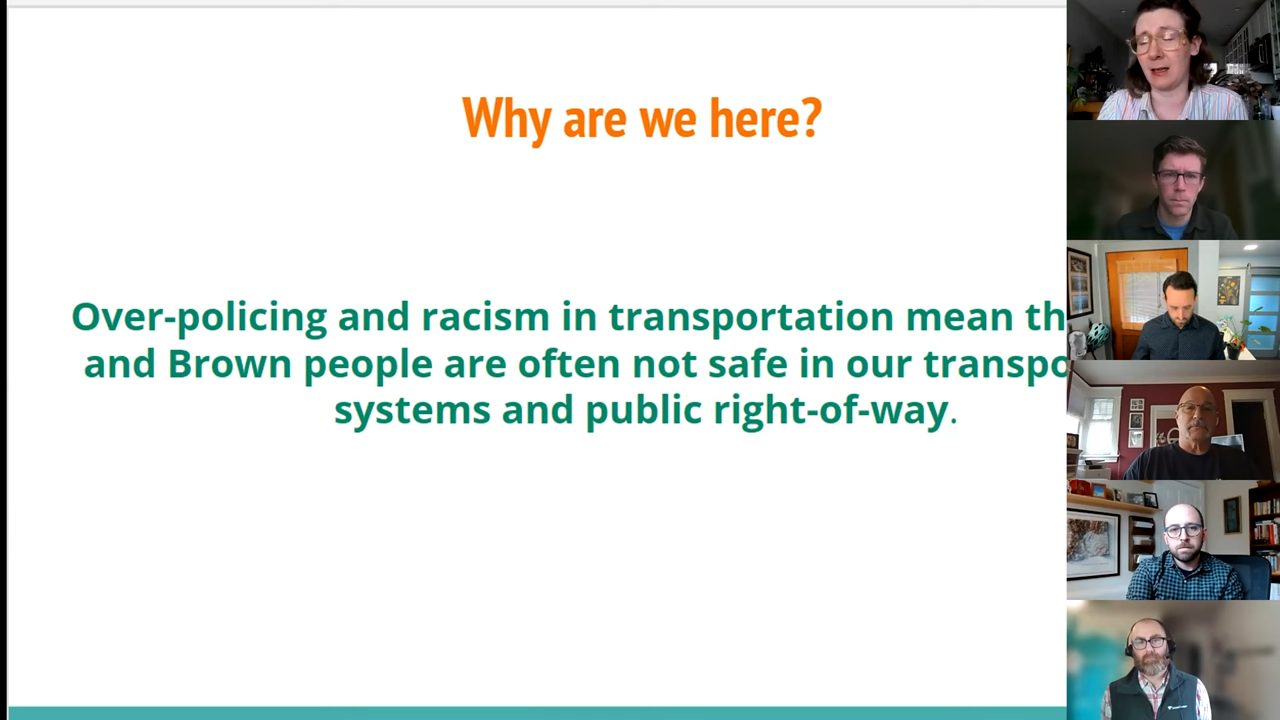 Why are we here?
Over-policing and racism in transportation mean th
and Brown people are often not safe in our transpo
systems and public right-of-way.